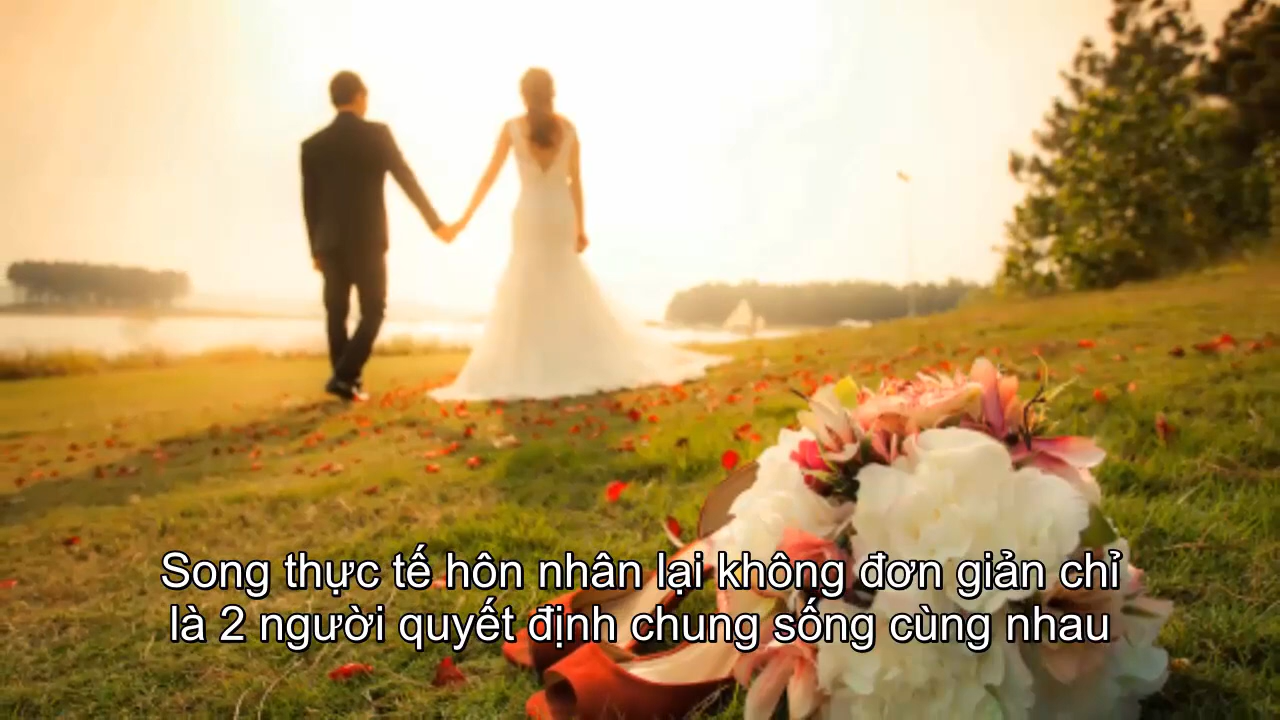 Song thực tế hôn nhân lại không đơn giản chỉ
là 2 người quyết định chung sống cùng nhau